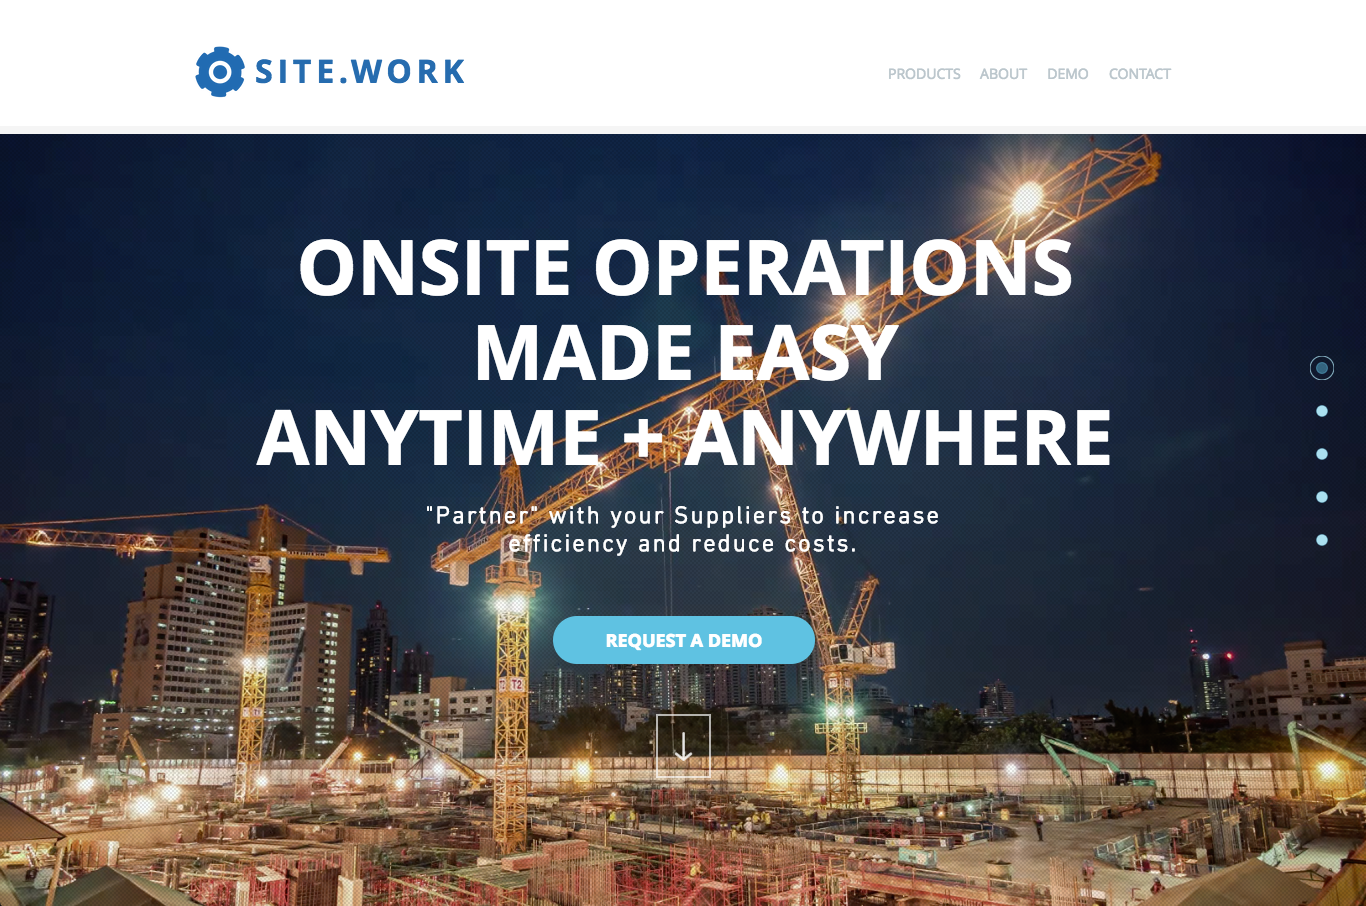 SITE.WORK
PRODUCTS ABOUT DEMO CONTACT
ONSITE OPERATIONS
MADE EASY
ANYTIME + ANYWHERE
"Partner" with your Suppliers to increase
efficiency and reduce costs.
REQUEST A DEMO
T2